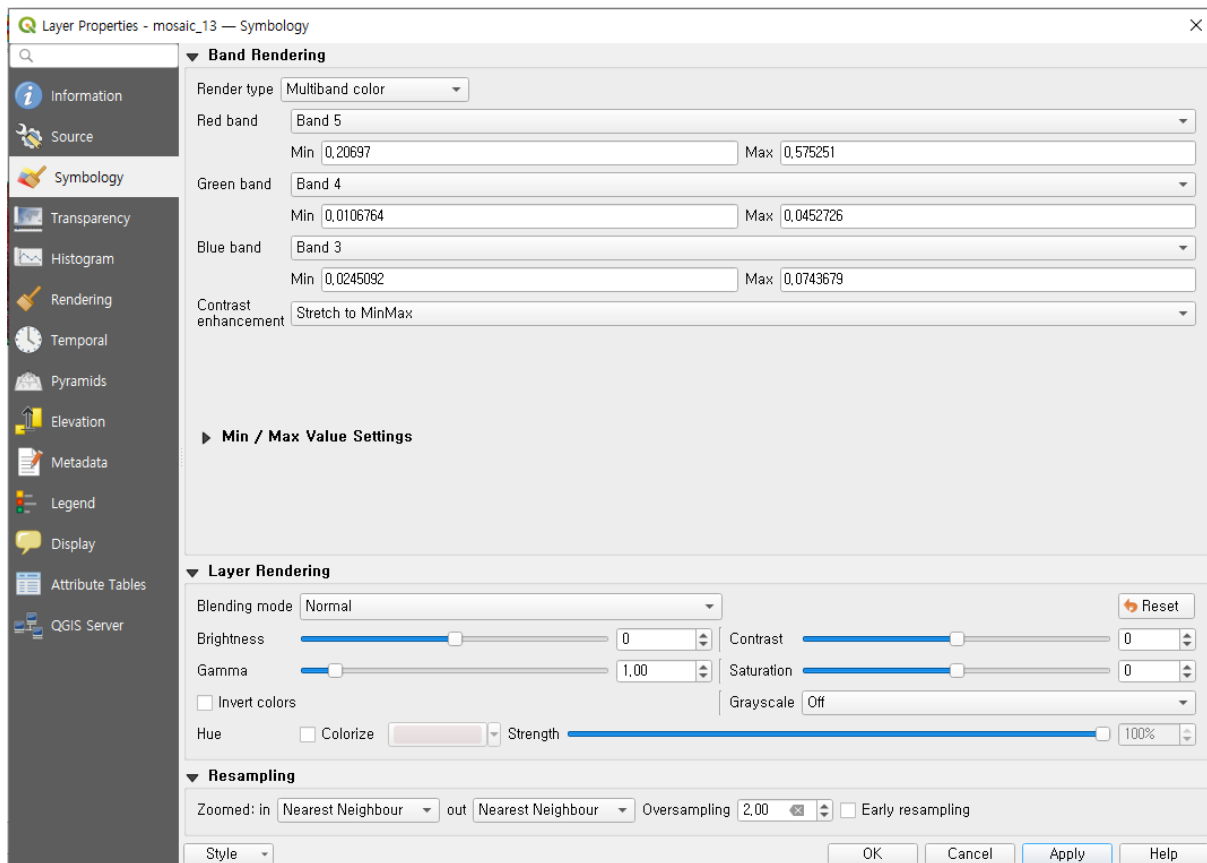 Layer Properties - mosaic_13 — Symbology
Information
Source
Symbology
Transparency
Histogram
Rendering
Temporal
Pyramids
Elevation
Metadata
Legend
Display
Attribute Tables
QGIS Server
Band Rendering
Render type Multiband color
Red band Band 5
Min 0,20697 Max 0,575251
Green band Band 4
Min 0,0106764 Max 0,0452726
Blue band Band 3
Min 0,0245092 Max 0,0743679
Contrast
enhancement Stretch to MinMax
Min / Max Value Settings
Layer Rendering
Blending mode Normal Reset
Brightness 0 Contrast 0
Gamma 1,00 Saturation 0
Invert colors Grayscale Off
Hue Colorize Strength 100%
Resampling
Zoomed: in Nearest Neighbour out Nearest Neighbour Oversampling 2,00 Early resampling
Style OK Cancel Apply Help